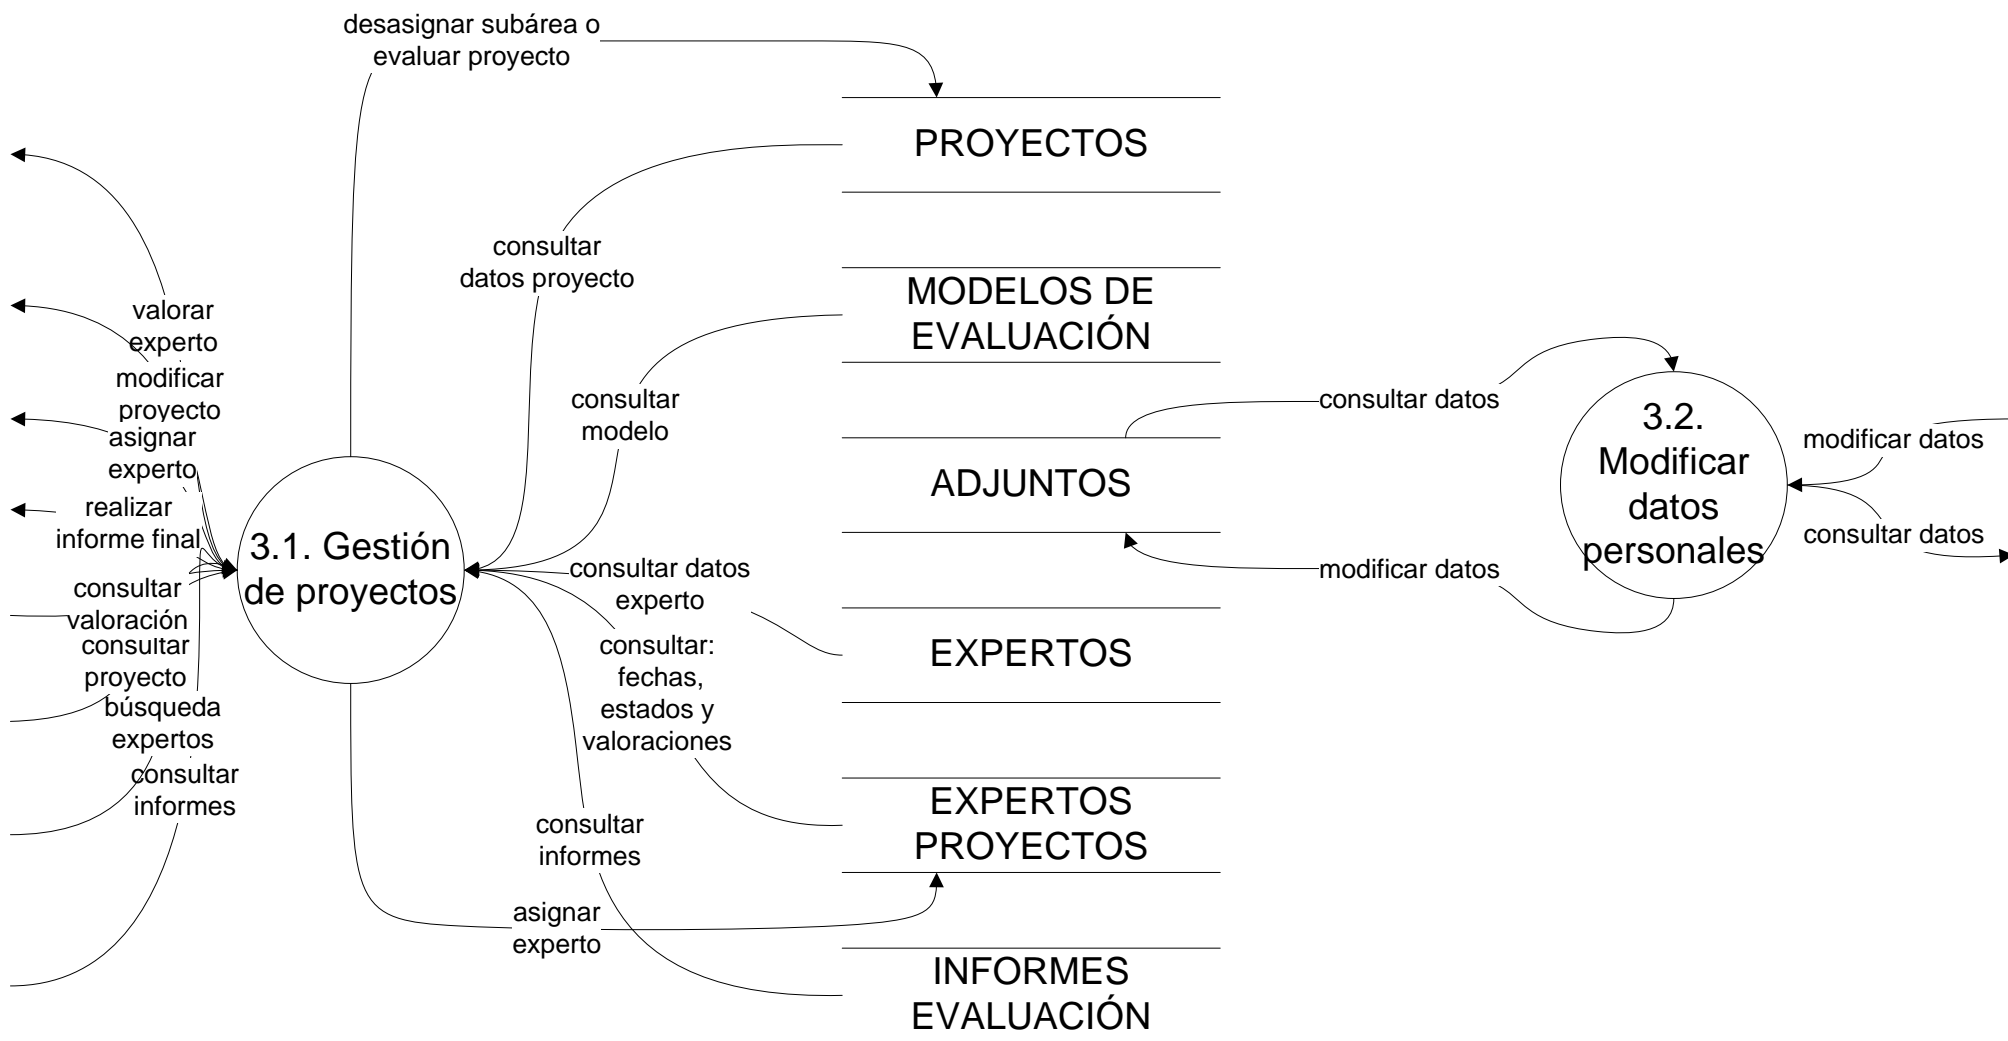 desasignar subárea o
evaluar proyecto
PROYECTOS
consultar
datos proyecto
MODELOS DE
EVALUACIÓN
valorar
experto
modificar
proyecto
asignar
experto
realizar
informe final
consultar
valoración
consultar
proyecto
búsqueda
expertos
consultar
informes
3.1. Gestión
de proyectos
consultar
modelo
ADJUNTOS
consultar datos
modificar datos
3.2.
Modificar
datos
personales
modificar datos
consultar datos
consultar datos
experto
EXPERTOS
consultar:
fechas,
estados y
valoraciones
EXPERTOS
PROYECTOS
consultar
informes
asignar
experto
INFORMES
EVALUACIÓN